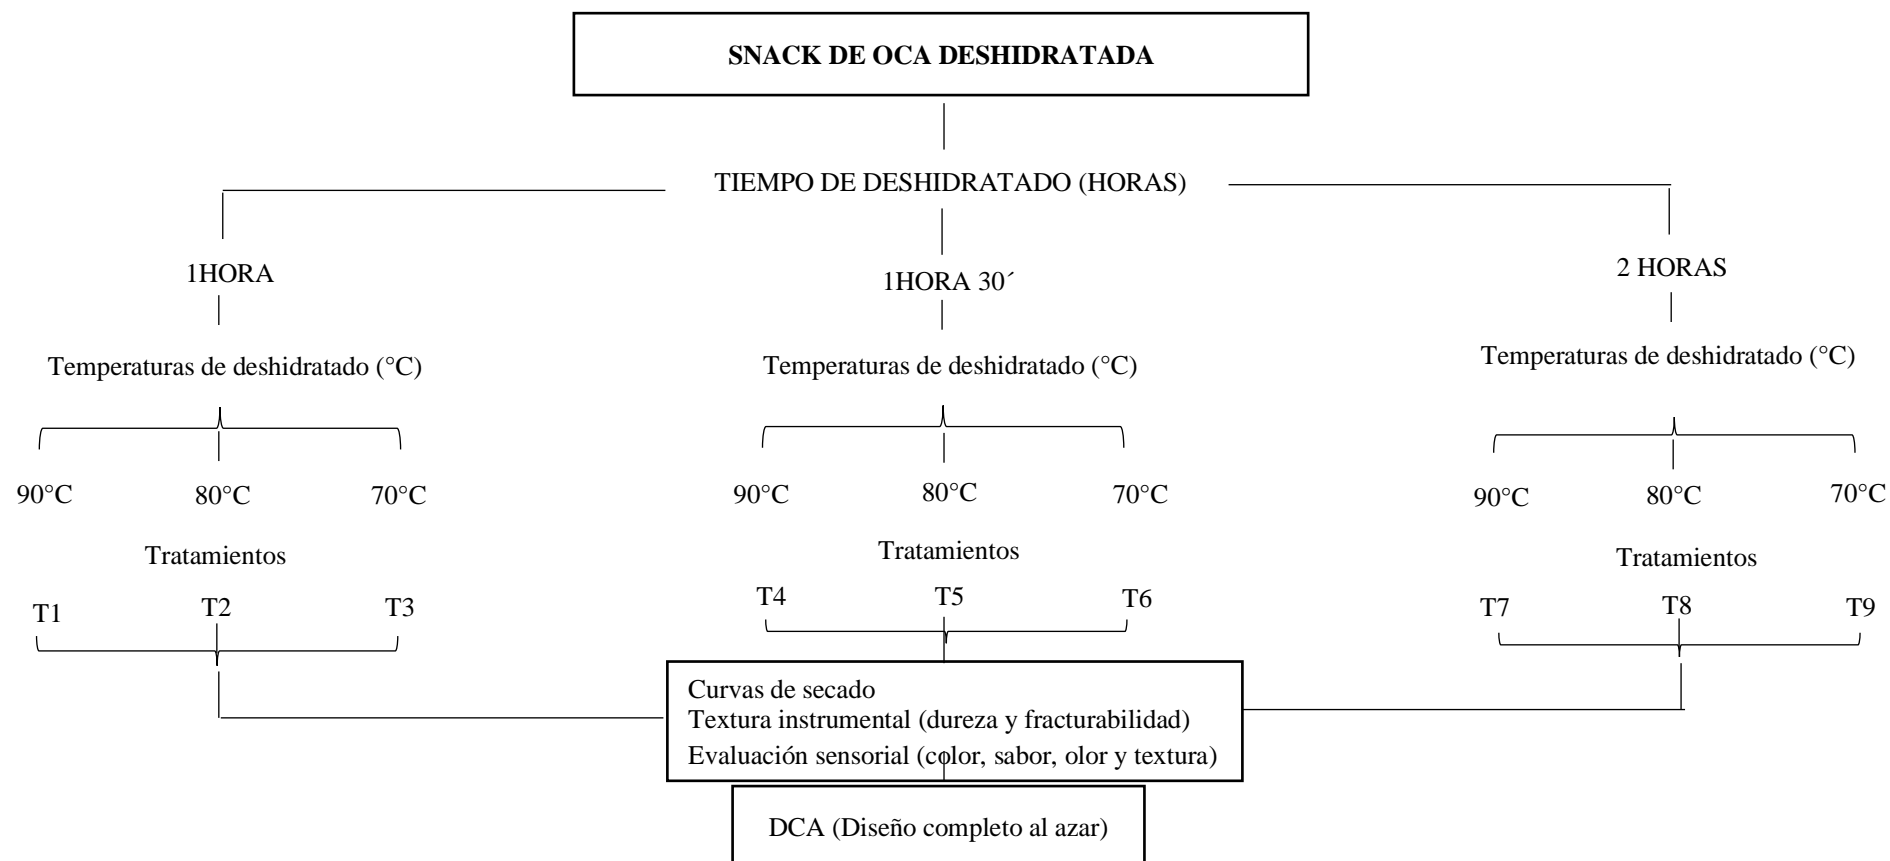 SNACK DE OCA DESHIDRATADA
TIEMPO DE DESHIDRATADO (HORAS)
1HORA
1HORA 30´
2 HORAS
Temperaturas de deshidratado (°C)
Temperaturas de deshidratado (°C)
Temperaturas de deshidratado (°C)
90°C 80°C 70°C
90°C 80°C 70°C
90°C 80°C 70°C
Tratamientos
Tratamientos
Tratamientos
T1 T2 T3
T4 T5 T6
T7 T8 T9
Curvas de secado
Textura instrumental (dureza y fracturabilidad)
Evaluación sensorial (color, sabor, olor y textura)
DCA (Diseño completo al azar)